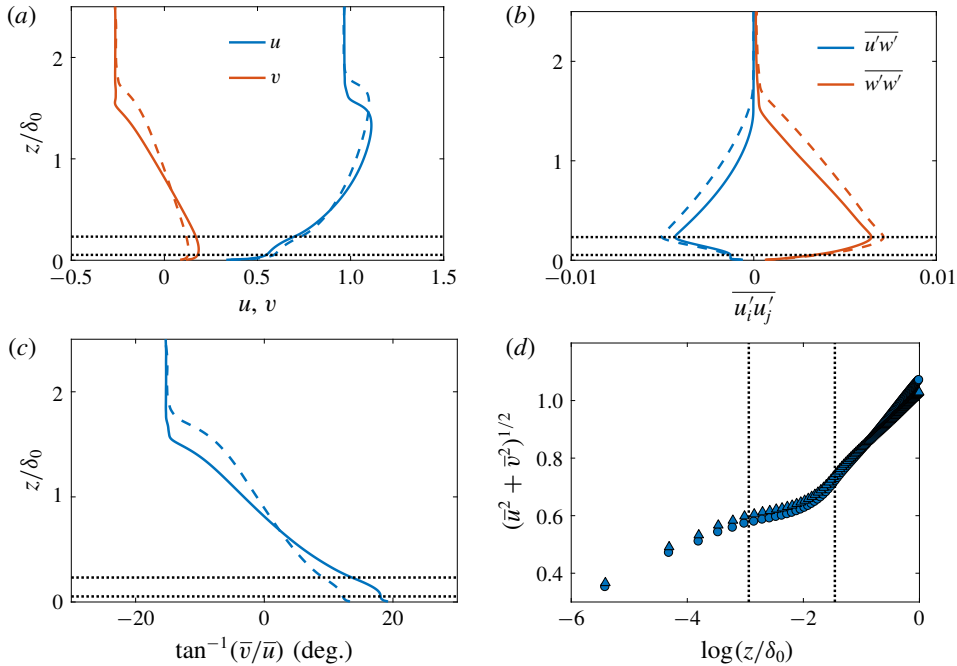 (a)
2
1
0
z/δ₀
u
v
−0.5
0
0.5
1.0
1.5
u, v
(b)
2
1
0
u′w′
w′w′
−0.01
0
0.01
u′ᵢu′ⱼ
(c)
2
1
0
z/δ₀
−20
0
20
tan⁻¹(v̅/u̅) (deg.)
(d)
1.0
0.8
0.6
0.4
(u̅² + v̅²)^1/2
−6
−4
−2
0
log(z/δ₀)